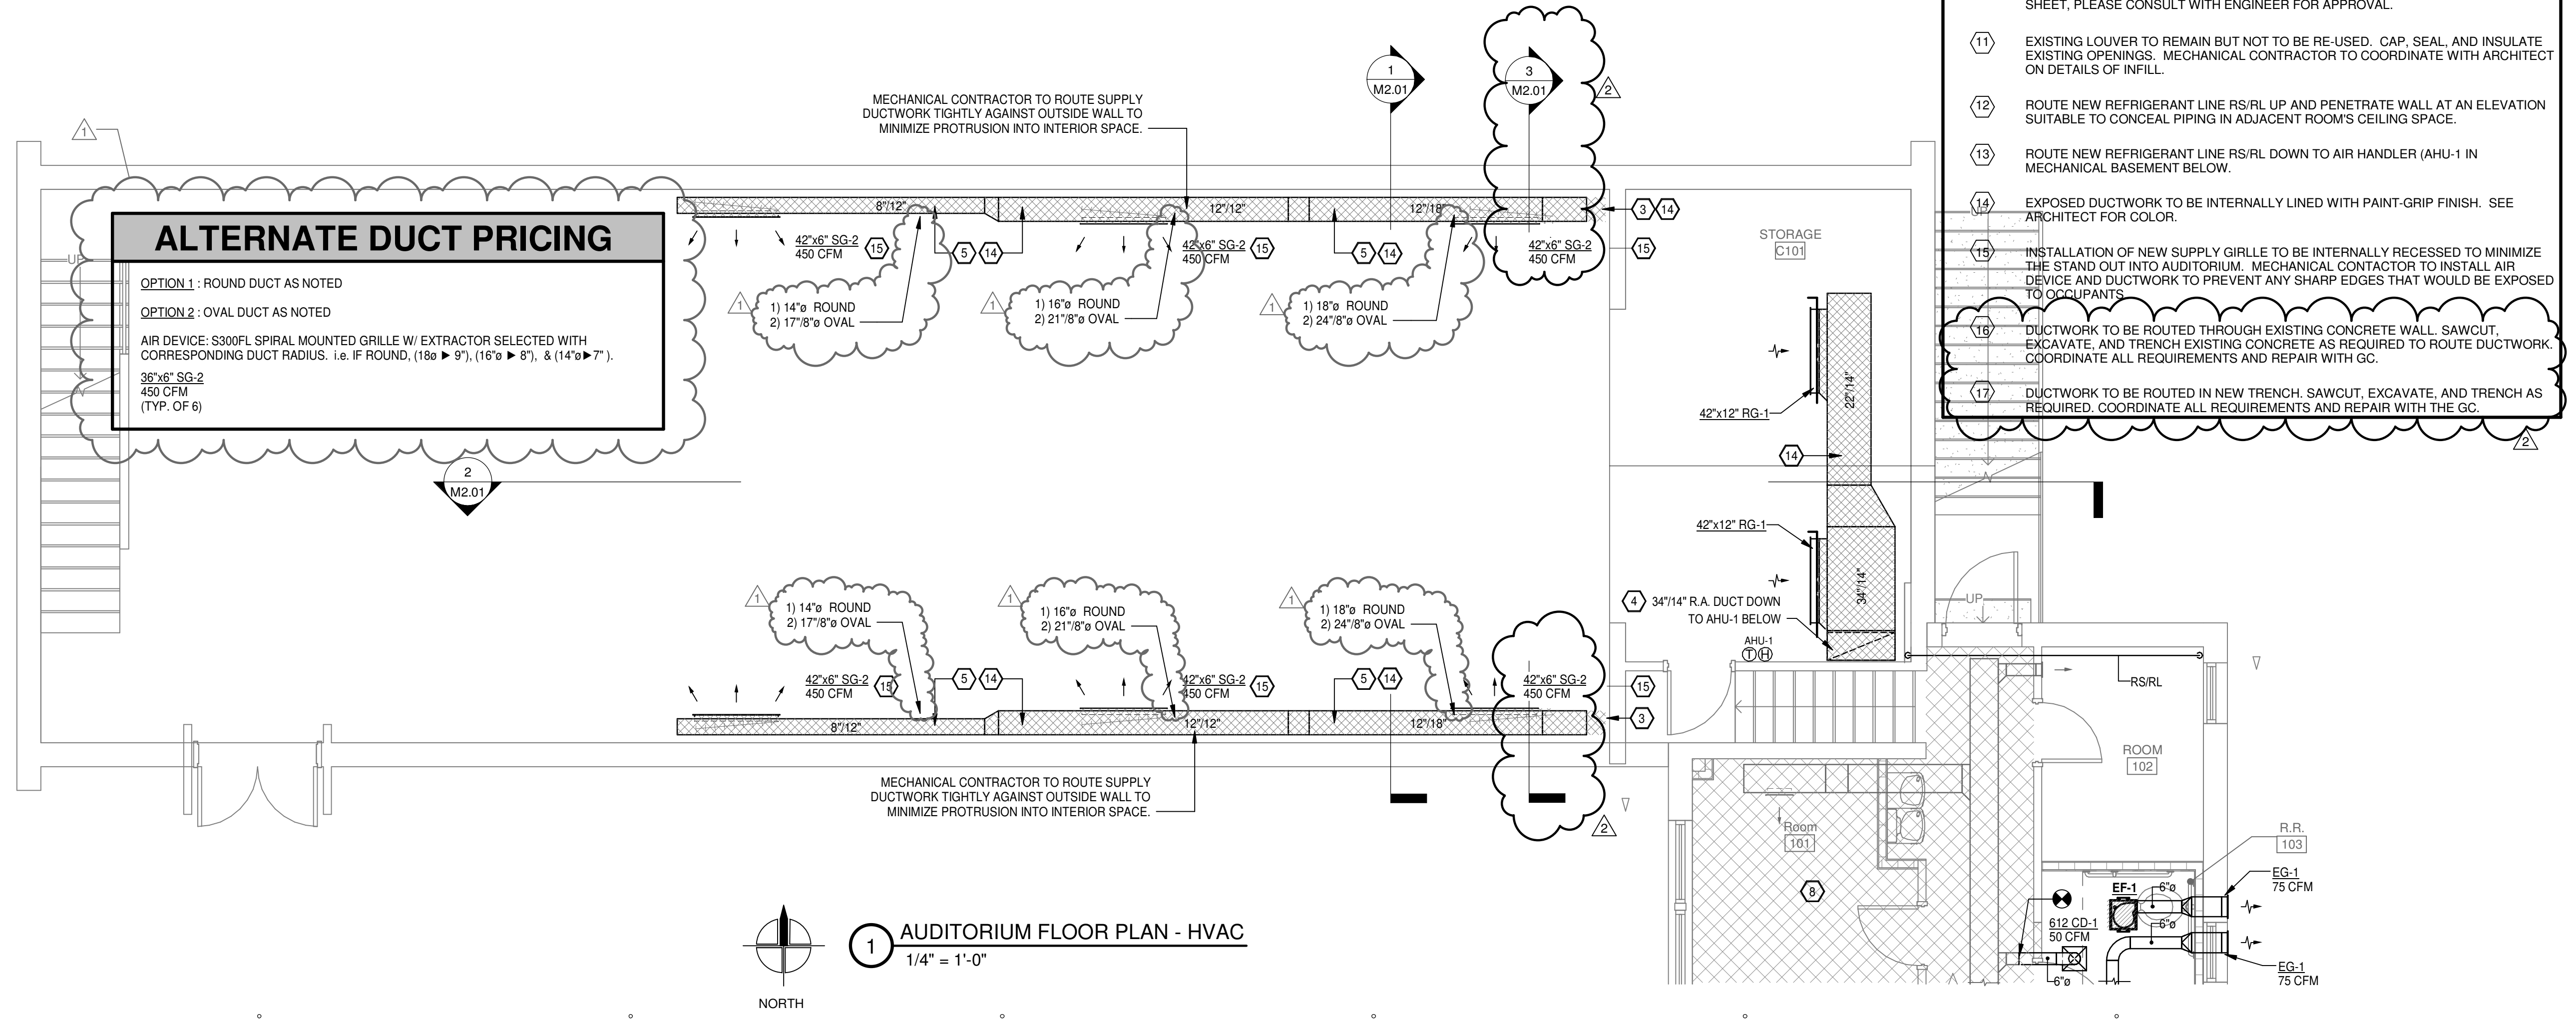 SHEET, PLEASE CONSULT WITH ENGINEER FOR APPROVAL.
11
EXISTING LOUVER TO REMAIN BUT NOT TO BE RE-USED. CAP, SEAL, AND INSULATE
EXISTING OPENINGS. MECHANICAL CONTRACTOR TO COORDINATE WITH ARCHITECT
ON DETAILS OF INFILL.
12
ROUTE NEW REFRIGERANT LINE RS/RL UP AND PENETRATE WALL AT AN ELEVATION
SUITABLE TO CONCEAL PIPING IN ADJACENT ROOM'S CEILING SPACE.
13
ROUTE NEW REFRIGERANT LINE RS/RL DOWN TO AIR HANDLER (AHU-1 IN
MECHANICAL BASEMENT BELOW.
14
EXPOSED DUCTWORK TO BE INTERNALLY LINED WITH PAINT-GRIP FINISH. SEE
ARCHITECT FOR COLOR.
15
INSTALLATION OF NEW SUPPLY GIRLLE TO BE INTERNALLY RECESSED TO MINIMIZE
THE STAND OUT INTO AUDITORIUM. MECHANICAL CONTACTOR TO INSTALL AIR
DEVICE AND DUCTWORK TO PREVENT ANY SHARP EDGES THAT WOULD BE EXPOSED
TO OCCUPANTS
16
DUCTWORK TO BE ROUTED THROUGH EXISTING CONCRETE WALL. SAWCUT,
EXCAVATE, AND TRENCH EXISTING CONCRETE AS REQUIRED TO ROUTE DUCTWORK.
COORDINATE ALL REQUIREMENTS AND REPAIR WITH GC.
17
DUCTWORK TO BE ROUTED IN NEW TRENCH. SAWCUT, EXCAVATE, AND TRENCH AS
REQUIRED. COORDINATE ALL REQUIREMENTS AND REPAIR WITH THE GC.
2
UP
1
M2.01
3
M2.01
2
MECHANICAL CONTRACTOR TO ROUTE SUPPLY
DUCTWORK TIGHTLY AGAINST OUTSIDE WALL TO
MINIMIZE PROTRUSION INTO INTERIOR SPACE.
1
ALTERNATE DUCT PRICING
UP
OPTION 1 : ROUND DUCT AS NOTED
OPTION 2 : OVAL DUCT AS NOTED
AIR DEVICE: S300FL SPIRAL MOUNTED GRILLE W/ EXTRACTOR SELECTED WITH
CORRESPONDING DUCT RADIUS. i.e. IF ROUND, (18ø ► 9"), (16"ø ► 8"), & (14"ø►7" ).
36"x6" SG-2
450 CFM
(TYP. OF 6)
8"/12"
12"/12"
12"/18"
3
14
42"x6" SG-2
450 CFM
15
5
14
42"x6" SG-2
450 CFM
15
5
14
42"x6" SG-2
450 CFM
15
1
1) 14"ø ROUND
2) 17"/8"ø OVAL
1
1) 16"ø ROUND
2) 21"/8"ø OVAL
1
1) 18"ø ROUND
2) 24"/8"ø OVAL
STORAGE
C101
22"/14"
42"x12" RG-1
14
2
M2.01
42"x12" RG-1
34"/14"
4
34"/14" R.A. DUCT DOWN
TO AHU-1 BELOW
AHU-1
T
H
UP
1
1) 14"ø ROUND
2) 17"/8"ø OVAL
1
1) 16"ø ROUND
2) 21"/8"ø OVAL
1
1) 18"ø ROUND
2) 24"/8"ø OVAL
42"x6" SG-2
450 CFM
15
5
14
42"x6" SG-2
450 CFM
15
5
14
42"x6" SG-2
450 CFM
15
3
8"/12"
12"/12"
12"/18"
RS/RL
MECHANICAL CONTRACTOR TO ROUTE SUPPLY
DUCTWORK TIGHTLY AGAINST OUTSIDE WALL TO
MINIMIZE PROTRUSION INTO INTERIOR SPACE.
2
ROOM
102
Room
101
8
R.R.
103
EF-1
6"ø
6"ø
EG-1
75 CFM
612 CD-1
50 CFM
6"ø
EG-1
75 CFM
1
AUDITORIUM FLOOR PLAN - HVAC
1/4" = 1'-0"
NORTH